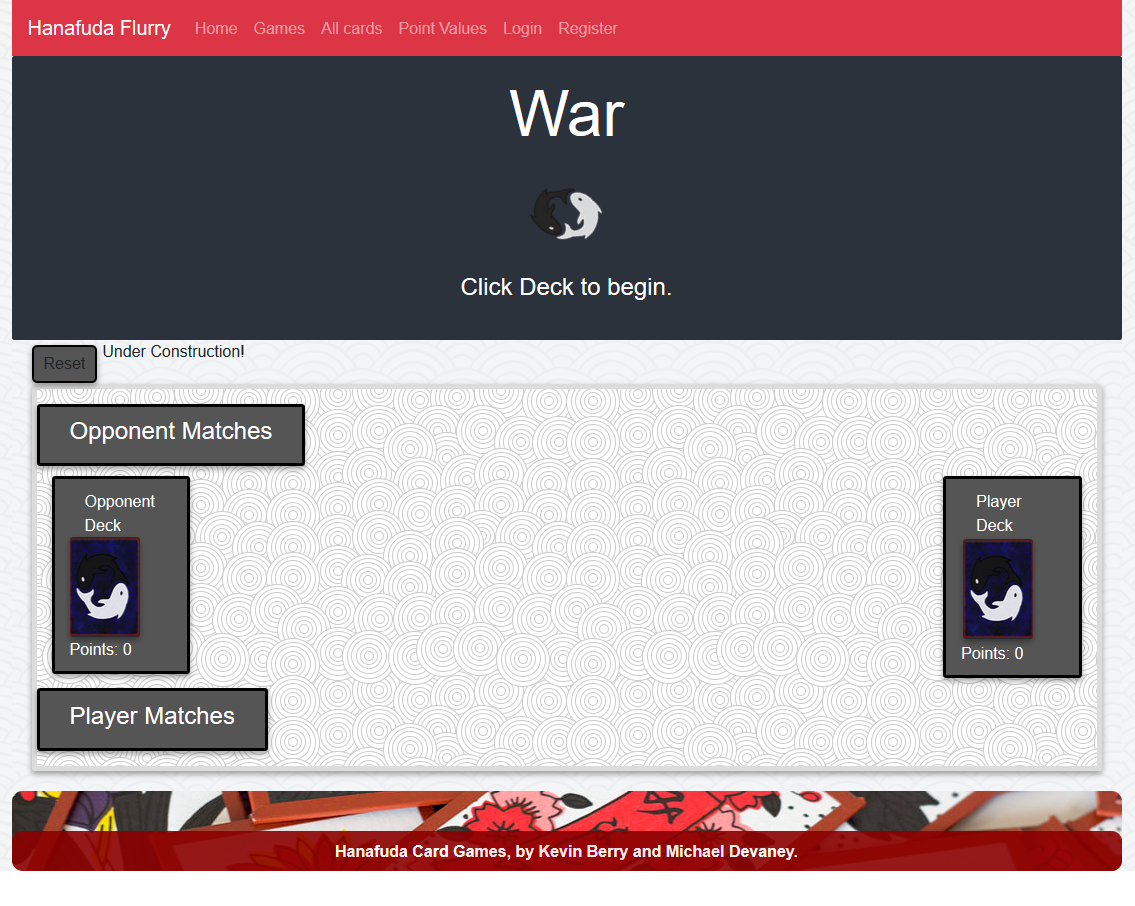 Hanafuda Flurry Home Games All cards Point Values Login Register
War
Click Deck to begin.
Reset Under Construction!
Opponent Matches
Opponent
Deck
Points: 0
Player
Deck
Points: 0
Player Matches
Hanafuda Card Games, by Kevin Berry and Michael Devaney.